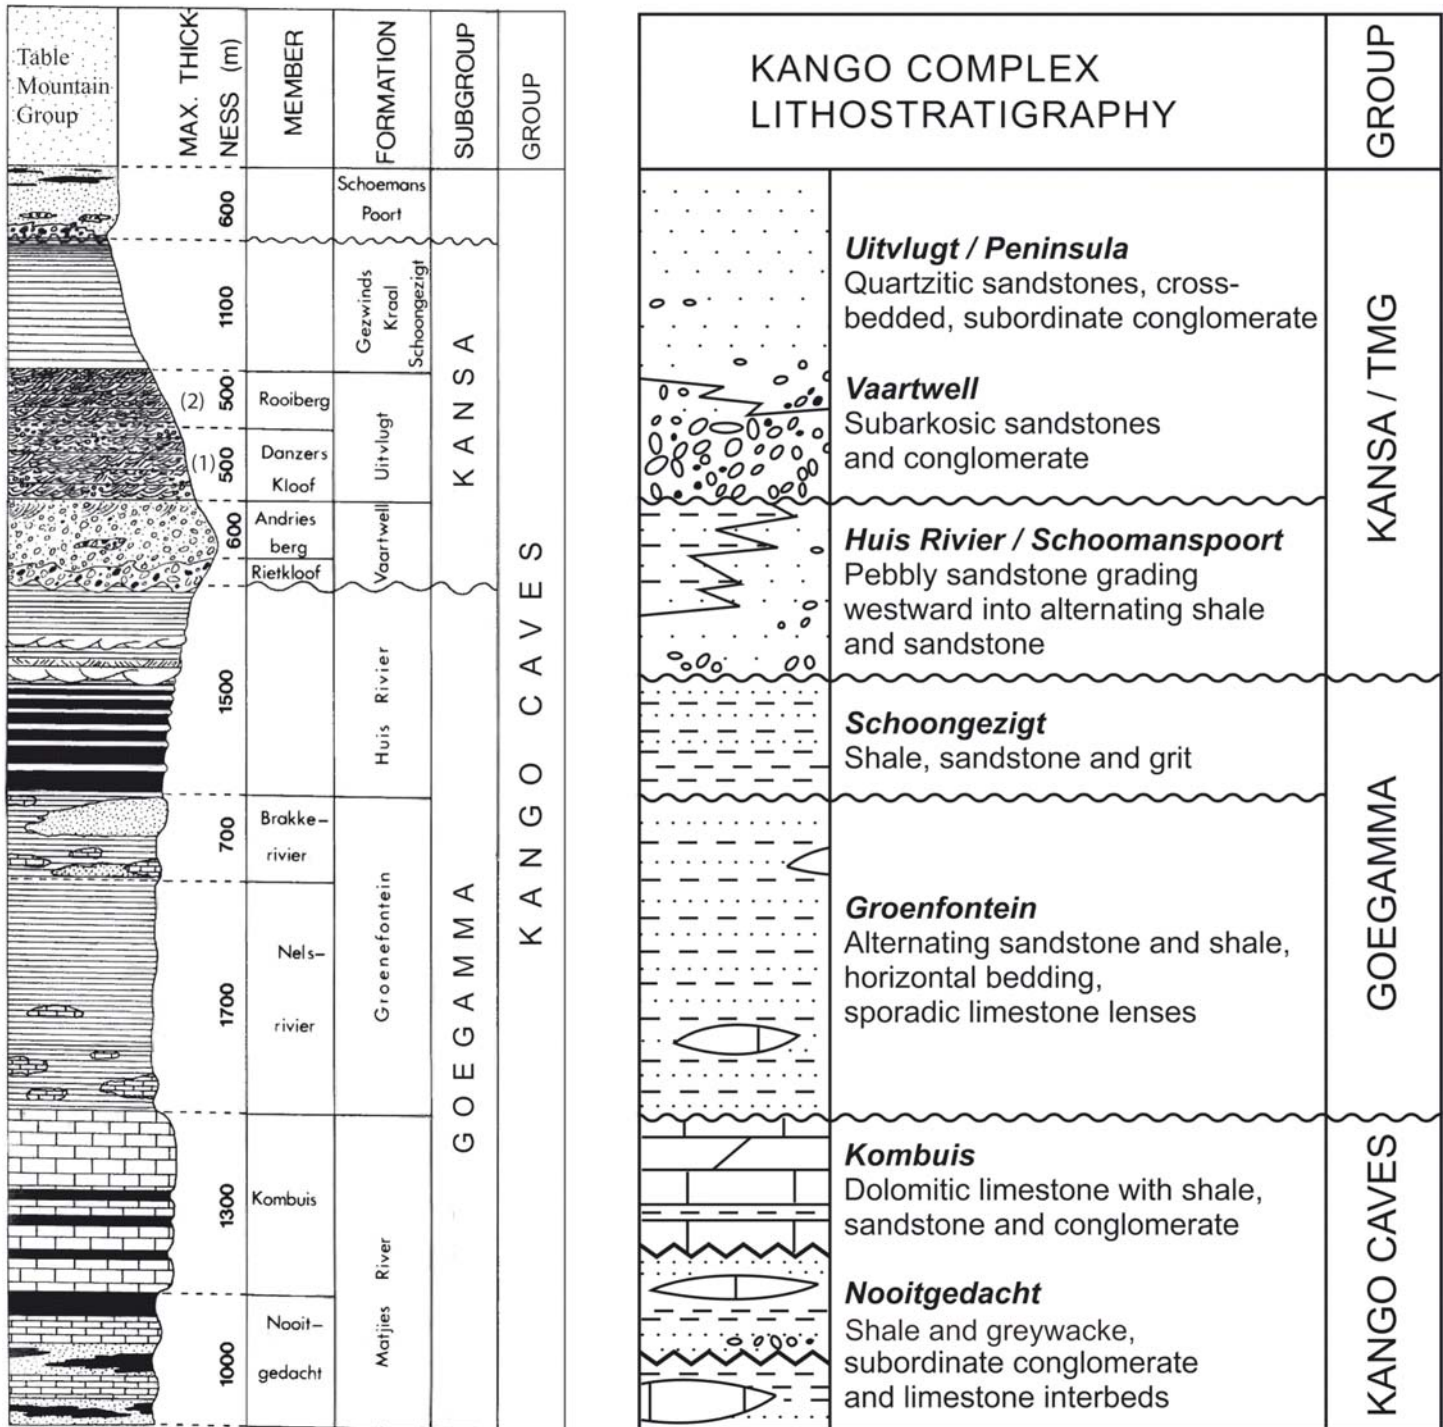 Table
Mountain
Group
MAX. THICK-
NESS (m)
MEMBER
FORMATION
SUBGROUP
GROUP
600
Schoemans
Poort
1100
Gezwinds
Kraal
Schoongezigt
(2)
500
Rooiberg
(1)
500
Danzers
Kloof
Uitvlugt
600
Andries
berg
Rietkloof
Vaartwell
KANSA
1500
Huis Rivier
700
Brakke-
rivier
1700
Nels-
rivier
Groenefontein
1300
Kombuis
1000
Nooit-
gedacht
Matjies River
GOEGAMMA
KANGO CAVES
KANGO COMPLEX
LITHOSTRATIGRAPHY
GROUP
Uitvlugt / Peninsula
Quartzitic sandstones, cross-
bedded, subordinate conglomerate
Vaartwell
Subarkosic sandstones
and conglomerate
Huis Rivier / Schoomanspoort
Pebbly sandstone grading
westward into alternating shale
and sandstone
KANSA / TMG
Schoongezigt
Shale, sandstone and grit
Groenfontein
Alternating sandstone and shale,
horizontal bedding,
sporadic limestone lenses
GOEGAMMA
Kombuis
Dolomitic limestone with shale,
sandstone and conglomerate
Nooitgedacht
Shale and greywacke,
subordinate conglomerate
and limestone interbeds
KANGO CAVES